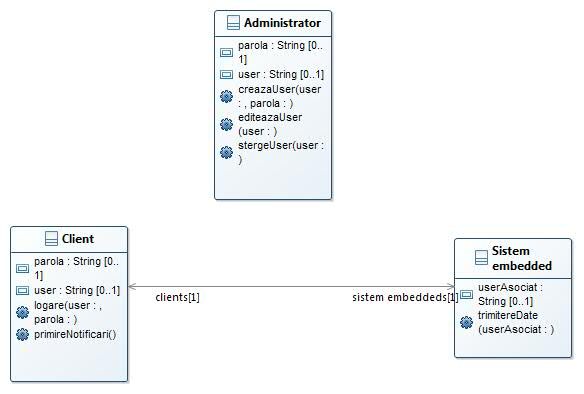 Administrator
parola : String [0..
1]
user : String [0..1]
creazaUser(user
: , parola : )
editeazaUser
(user : )
stergeUser(user :
)
Client
parola : String [0..
1]
user : String [0..1]
logare(user : ,
parola : )
primireNotificari()
clients[1]
sistem embeddeds[1]
Sistem
embedded
userAsociat :
String [0..1]
trimitereDate
(userAsociat : )